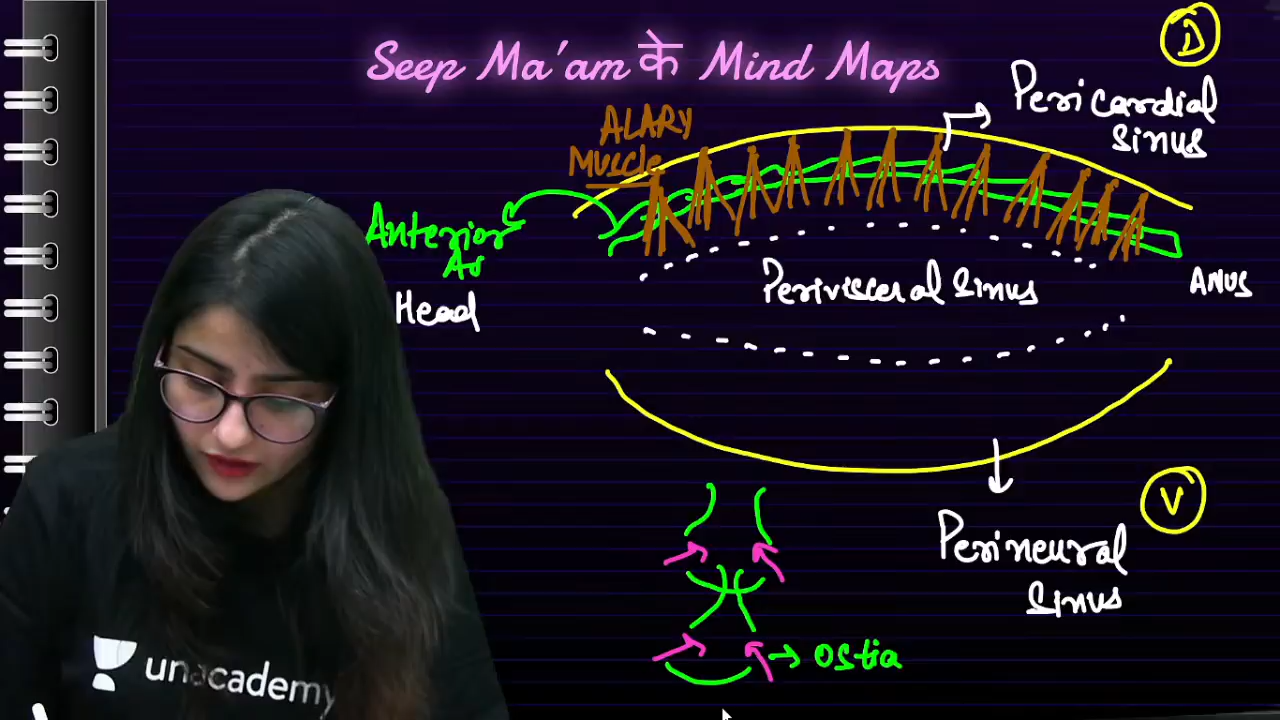 Seep Ma'am के Mind Maps
D
Pericardial
Sinus
ALARY
Muscle
Anterior
Ao
Head
Perivisceral Sinus
ANUS
V
Perineural
Sinus
Ostia
unacademy